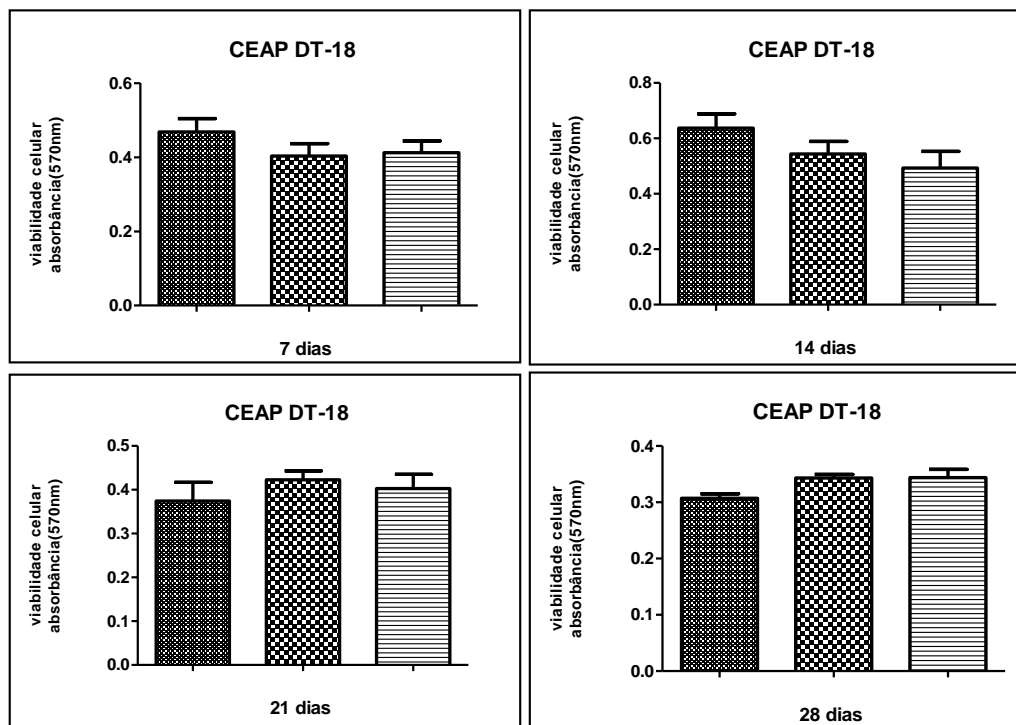 CEAP DT-18
viabilidade celular
absorbância(570nm)
0.6
0.4
0.2
0.0
7 dias
CEAP DT-18
viabilidade celular
absorbância(570nm)
0.8
0.6
0.4
0.2
0.0
14 dias
CEAP DT-18
viabilidade celular
absorbância(570nm)
0.5
0.4
0.3
0.2
0.1
0.0
21 dias
CEAP DT-18
viabilidade celular
absorbância(570nm)
0.4
0.3
0.2
0.1
0.0
28 dias